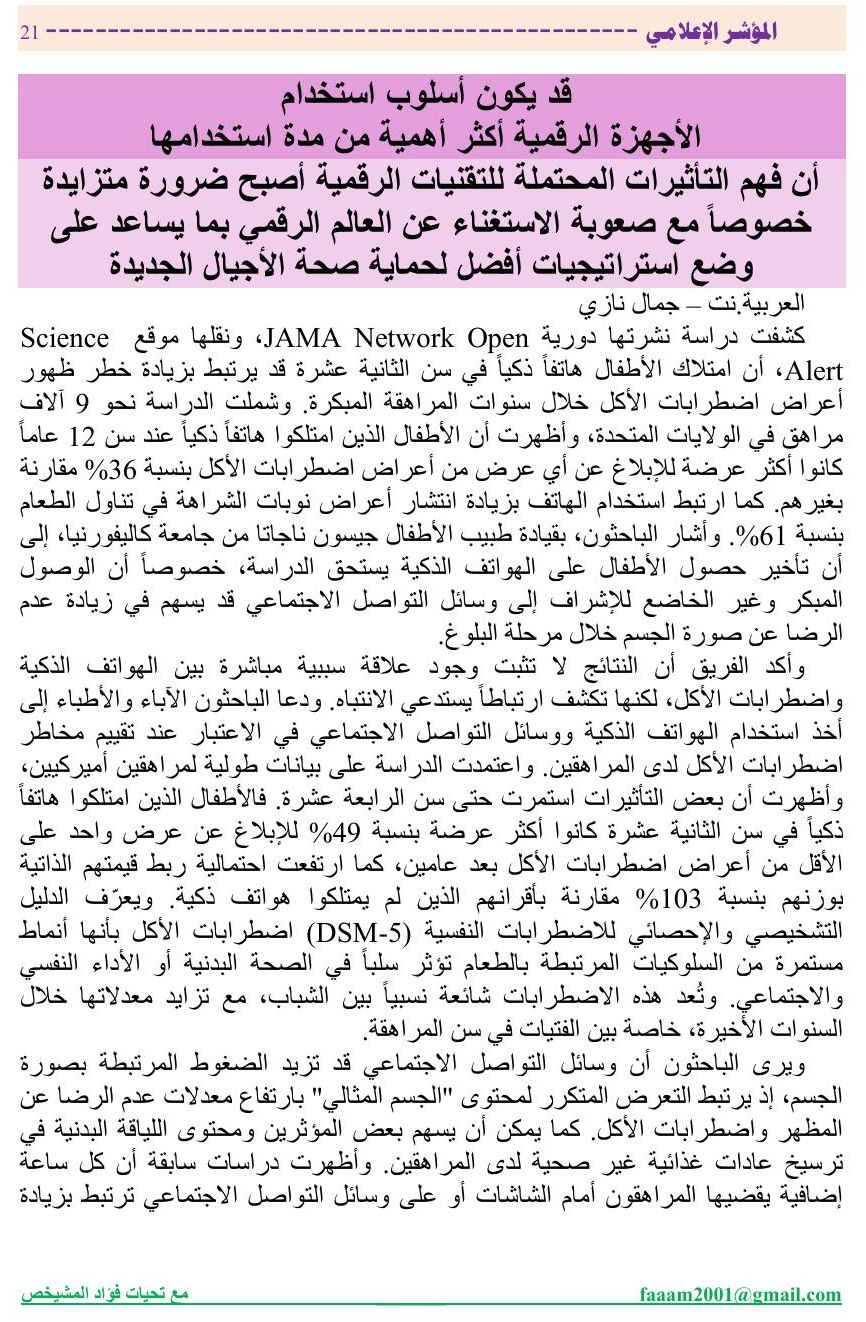 المؤشر الإعلامي ------------------------------------------------ 21
قد يكون أسلوب استخدام
الأجهزة الرقمية أكثر أهمية من مدة استخدامها
أن فهم التأثيرات المحتملة للتقنيات الرقمية أصبح ضرورة متزايدة
خصوصاً مع صعوبة الاستغناء عن العالم الرقمي بما يساعد على
وضع استراتيجيات أفضل لحماية صحة الأجيال الجديدة
العربية.نت – جمال نازي
كشفت دراسة نشرتها دورية JAMA Network Open، ونقلها موقع Science
Alert، أن امتلاك الأطفال هاتفاً ذكياً في سن الثانية عشرة قد يرتبط بزيادة خطر ظهور
أعراض اضطرابات الأكل خلال سنوات المراهقة المبكرة. وشملت الدراسة نحو 9 آلاف
مراهق في الولايات المتحدة، وأظهرت أن الأطفال الذين امتلكوا هاتفاً ذكياً عند سن 12 عاماً
كانوا أكثر عرضة للإبلاغ عن أي عرض من أعراض اضطرابات الأكل بنسبة 36% مقارنة
بغيرهم. كما ارتبط استخدام الهاتف بزيادة انتشار أعراض نوبات الشراهة في تناول الطعام
بنسبة 61%. وأشار الباحثون، بقيادة طبيب الأطفال جيسون ناجاتا من جامعة كاليفورنيا، إلى
أن تأخير حصول الأطفال على الهواتف الذكية يستحق الدراسة، خصوصاً أن الوصول
المبكر وغير الخاضع للإشراف إلى وسائل التواصل الاجتماعي قد يسهم في زيادة عدم
الرضا عن صورة الجسم خلال مرحلة البلوغ.
وأكد الفريق أن النتائج لا تثبت وجود علاقة سببية مباشرة بين الهواتف الذكية
واضطرابات الأكل، لكنها تكشف ارتباطاً يستدعي الانتباه. ودعا الباحثون الآباء والأطباء إلى
أخذ استخدام الهواتف الذكية ووسائل التواصل الاجتماعي في الاعتبار عند تقييم مخاطر
اضطرابات الأكل لدى المراهقين. واعتمدت الدراسة على بيانات طولية لمراهقين أميركيين،
وأظهرت أن بعض التأثيرات استمرت حتى سن الرابعة عشرة. فالأطفال الذين امتلكوا هاتفاً
ذكياً في سن الثانية عشرة كانوا أكثر عرضة بنسبة 49% للإبلاغ عن عرض واحد على
الأقل من أعراض اضطرابات الأكل بعد عامين، كما ارتفعت احتمالية ربط قيمتهم الذاتية
بوزنهم بنسبة 103% مقارنة بأقرانهم الذين لم يمتلكوا هواتف ذكية. ويعرّف الدليل
التشخيصي والإحصائي للاضطرابات النفسية (DSM-5) اضطرابات الأكل بأنها أنماط
مستمرة من السلوكيات المرتبطة بالطعام تؤثر سلباً في الصحة البدنية أو الأداء النفسي
والاجتماعي. وتُعد هذه الاضطرابات شائعة نسبياً بين الشباب، مع تزايد معدلاتها خلال
السنوات الأخيرة، خاصة بين الفتيات في سن المراهقة.
ويرى الباحثون أن وسائل التواصل الاجتماعي قد تزيد الضغوط المرتبطة بصورة
الجسم، إذ يرتبط التعرض المتكرر لمحتوى "الجسم المثالي" بارتفاع معدلات عدم الرضا عن
المظهر واضطرابات الأكل. كما يمكن أن يسهم بعض المؤثرين ومحتوى اللياقة البدنية في
ترسيخ عادات غذائية غير صحية لدى المراهقين. وأظهرت دراسات سابقة أن كل ساعة
إضافية يقضيها المراهقون أمام الشاشات أو على وسائل التواصل الاجتماعي ترتبط بزيادة
مع تحيات فؤاد المشيخص faaam2001@gmail.com